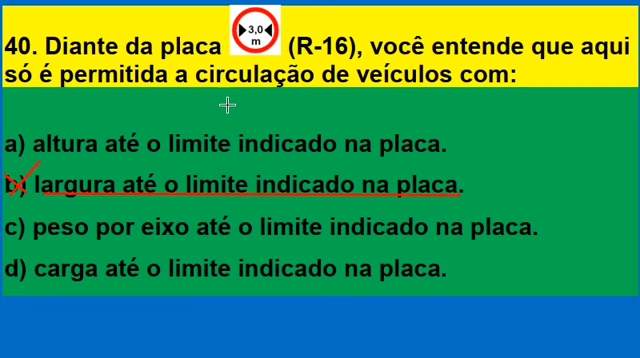 40. Diante da placa 3,0 m (R-16), você entende que aqui
só é permitida a circulação de veículos com:
a) altura até o limite indicado na placa.
b) largura até o limite indicado na placa.
c) peso por eixo até o limite indicado na placa.
d) carga até o limite indicado na placa.